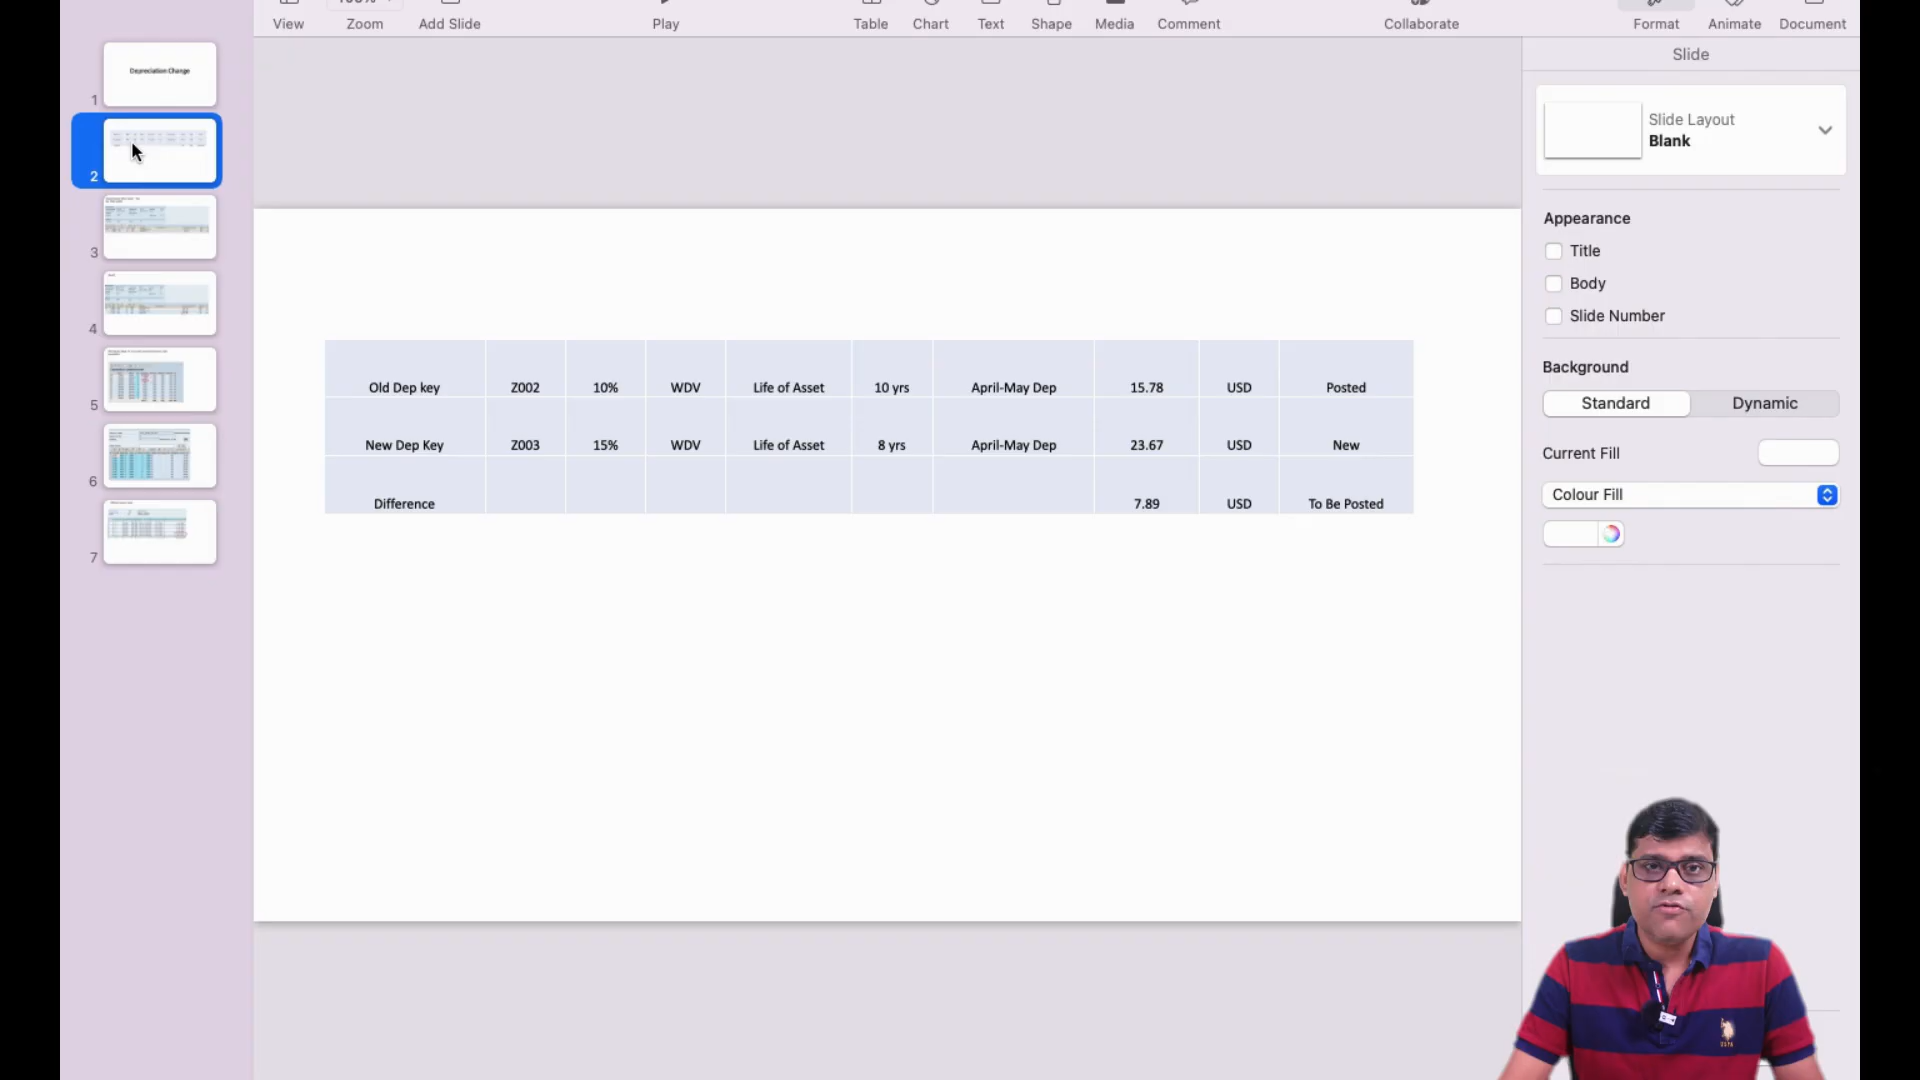 View Zoom Add Slide Play Table Chart Text Shape Media Comment Collaborate Format Animate Document
Slide
Depreciation Change
1
2
3
4
5
6
7
Old Dep key Z002 10% WDV Life of Asset 10 yrs April-May Dep 15.78 USD Posted
New Dep Key Z003 15% WDV Life of Asset 8 yrs April-May Dep 23.67 USD New
Difference 7.89 USD To Be Posted
Slide Layout
Blank
Appearance
Title
Body
Slide Number
Background
Standard Dynamic
Current Fill
Colour Fill